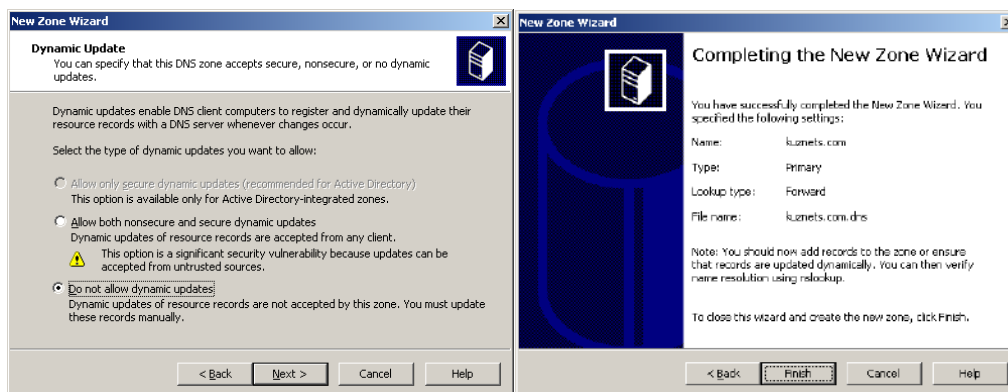 New Zone Wizard
Dynamic Update
You can specify that this DNS zone accepts secure, nonsecure, or no dynamic
updates.
Dynamic updates enable DNS client computers to register and dynamically update their
resource records with a DNS server whenever changes occur.
Select the type of dynamic updates you want to allow:
Allow only secure dynamic updates (recommended for Active Directory)
This option is available only for Active Directory-integrated zones.
Allow both nonsecure and secure dynamic updates
Dynamic updates of resource records are accepted from any client.
This option is a significant security vulnerability because updates can be
accepted from untrusted sources.
Do not allow dynamic updates
Dynamic updates of resource records are not accepted by this zone. You must update
these records manually.
< Back Next > Cancel Help
New Zone Wizard
Completing the New Zone Wizard
You have successfully completed the New Zone Wizard. You
specified the following settings:
Name: kuznets.com
Type: Primary
Lookup type: Forward
File name: kuznets.com.dns
Note: You should now add records to the zone or ensure
that records are updated dynamically. You can then verify
name resolution using nslookup.
To close this wizard and create the new zone, click Finish.
< Back Finish Cancel Help